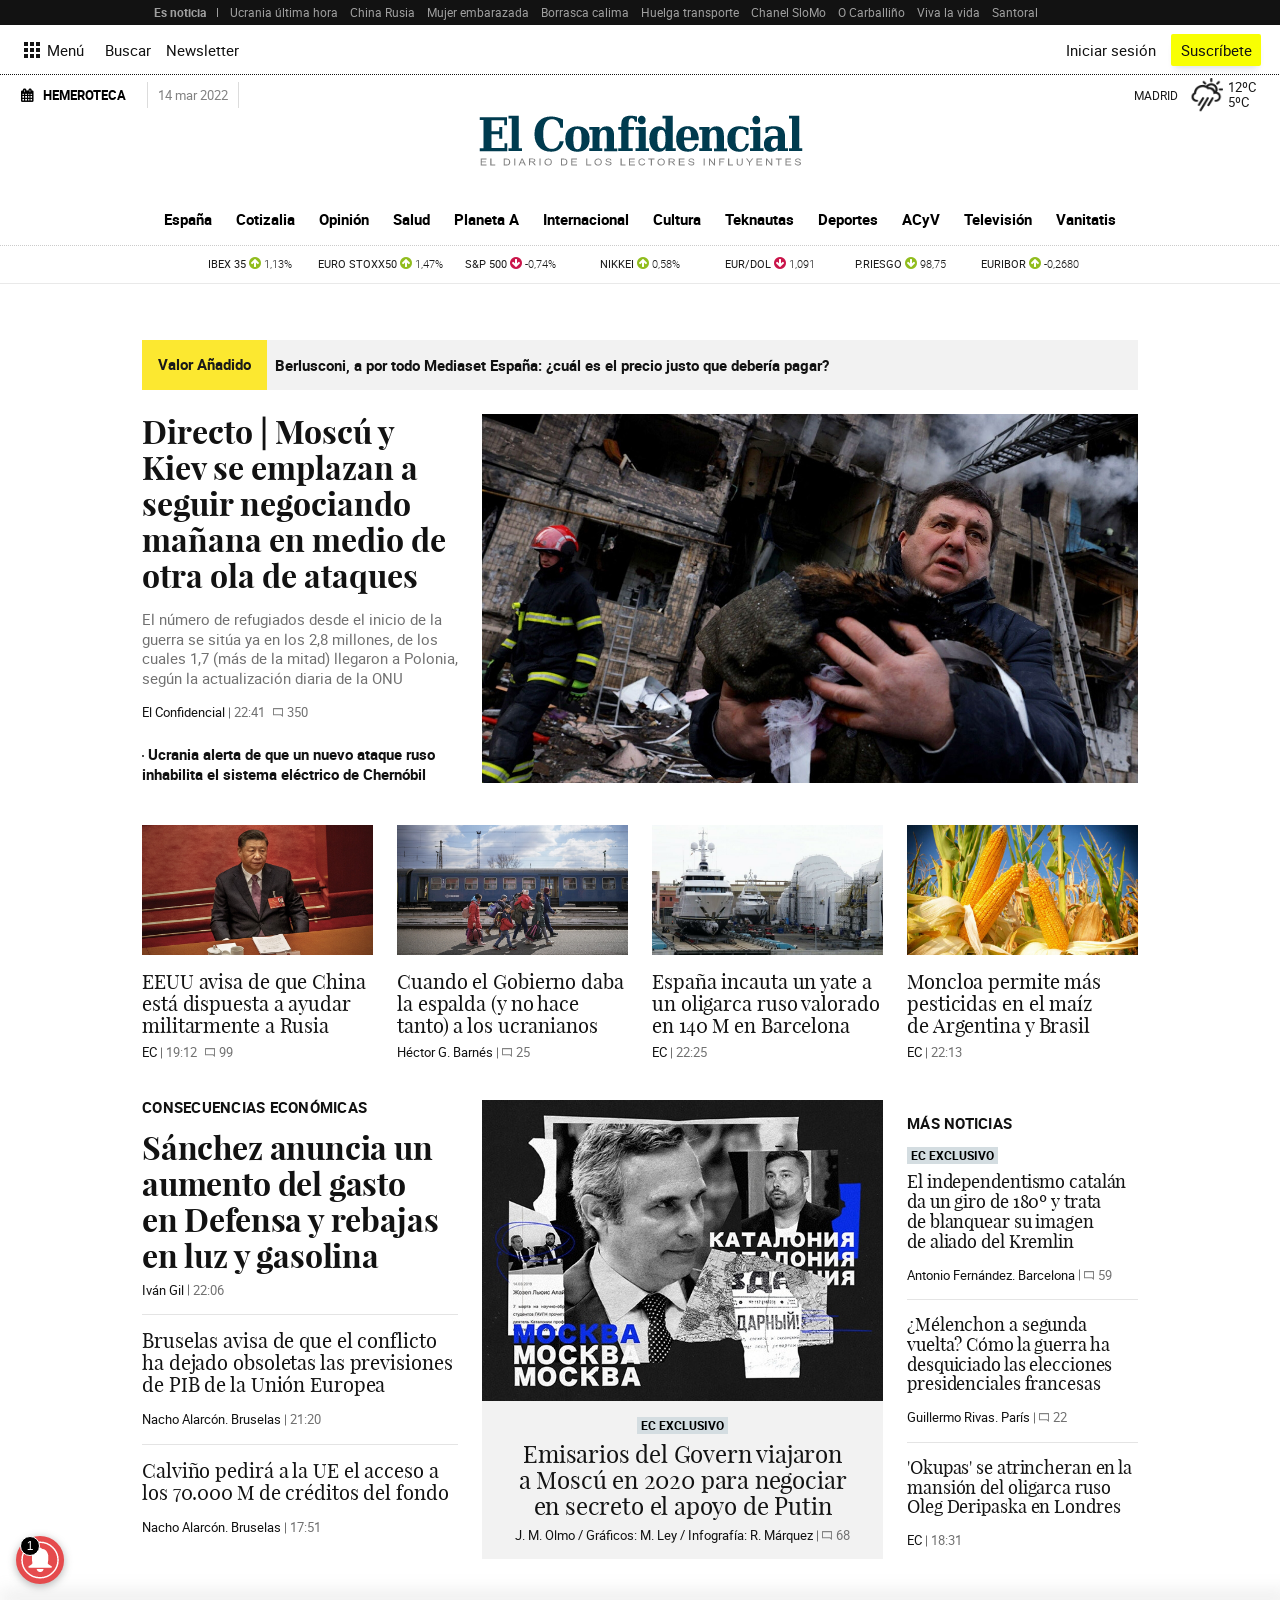 Es noticia | Ucrania última hora China Rusia Mujer embarazada Borrasca calima Huelga transporte Chanel SloMo O Carballiño Viva la vida Santoral
Menú Buscar Newsletter Iniciar sesión Suscríbete
HEMEROTECA 14 mar 2022 MADRID 12ºC
5ºC
El Confidencial
EL DIARIO DE LOS LECTORES INFLUYENTES
España Cotizalia Opinión Salud Planeta A Internacional Cultura Teknautas Deportes ACyV Televisión Vanitatis
IBEX 35 1,13% EURO STOXX50 1,47% S&P 500 -0,74% NIKKEI 0,58% EUR/DOL 1,091 P.RIESGO 98,75 EURIBOR -0,2680
Valor Añadido Berlusconi, a por todo Mediaset España: ¿cuál es el precio justo que debería pagar?
Directo | Moscú y
Kiev se emplazan a
seguir negociando
mañana en medio de
otra ola de ataques
El número de refugiados desde el inicio de la
guerra se sitúa ya en los 2,8 millones, de los
cuales 1,7 (más de la mitad) llegaron a Polonia,
según la actualización diaria de la ONU
El Confidencial | 22:41 350
· Ucrania alerta de que un nuevo ataque ruso
inhabilita el sistema eléctrico de Chernóbil
EEUU avisa de que China
está dispuesta a ayudar
militarmente a Rusia
EC | 19:12 99
Cuando el Gobierno daba
la espalda (y no hace
tanto) a los ucranianos
Héctor G. Barnés | 25
España incauta un yate a
un oligarca ruso valorado
en 140 M en Barcelona
EC | 22:25
Moncloa permite más
pesticidas en el maíz
de Argentina y Brasil
EC | 22:13
CONSECUENCIAS ECONÓMICAS
Sánchez anuncia un
aumento del gasto
en Defensa y rebajas
en luz y gasolina
Iván Gil | 22:06
Bruselas avisa de que el conflicto
ha dejado obsoletas las previsiones
de PIB de la Unión Europea
Nacho Alarcón. Bruselas | 21:20
Calviño pedirá a la UE el acceso a
los 70.000 M de créditos del fondo
Nacho Alarcón. Bruselas | 17:51
1
КАТАЛОНИЯ
КАТАЛОНИЯ
МОСКВА
МОСКВА
МОСКВА
EC EXCLUSIVO
Emisarios del Govern viajaron
a Moscú en 2020 para negociar
en secreto el apoyo de Putin
J. M. Olmo / Gráficos: M. Ley / Infografía: R. Márquez | 68
MÁS NOTICIAS
EC EXCLUSIVO
El independentismo catalán
da un giro de 180º y trata
de blanquear su imagen
de aliado del Kremlin
Antonio Fernández. Barcelona | 59
¿Mélenchon a segunda
vuelta? Cómo la guerra ha
desquiciado las elecciones
presidenciales francesas
Guillermo Rivas. París | 22
'Okupas' se atrincheran en la
mansión del oligarca ruso
Oleg Deripaska en Londres
EC | 18:31